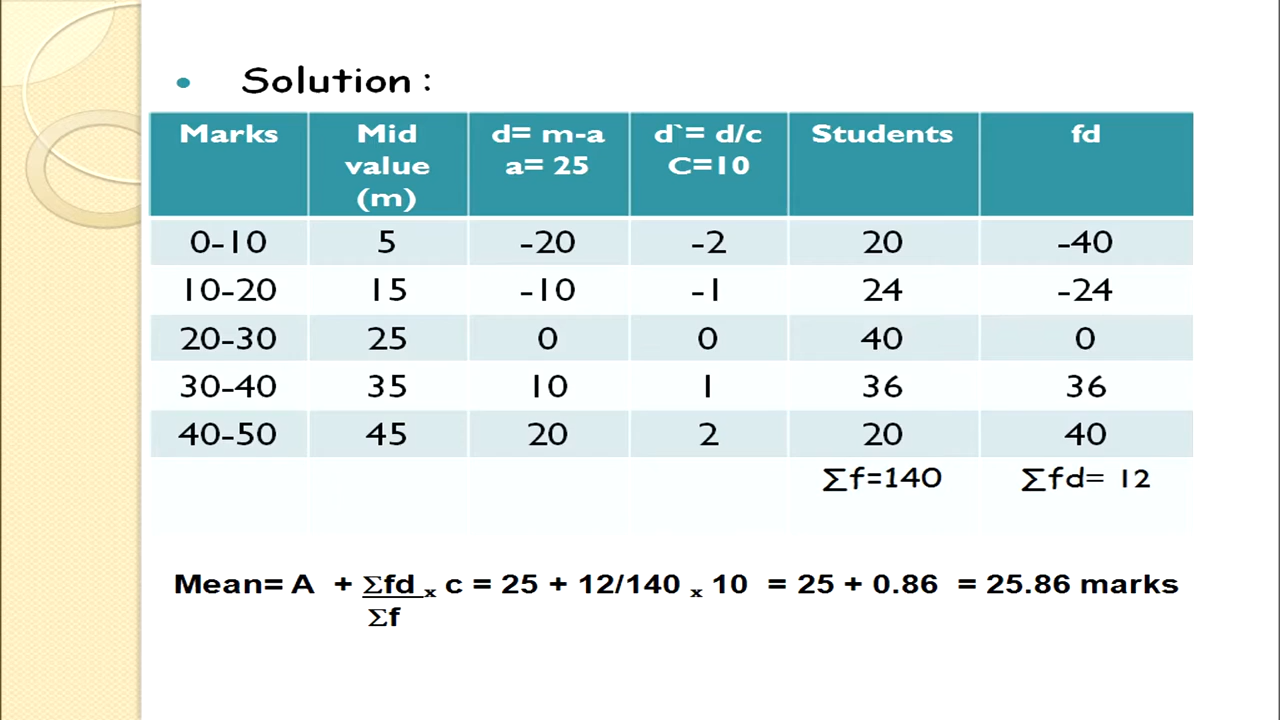 Solution :
Marks Mid value (m) d= m-a a= 25 d`= d/c C=10 Students fd
0-10 5 -20 -2 20 -40
10-20 15 -10 -1 24 -24
20-30 25 0 0 40 0
30-40 35 10 1 36 36
40-50 45 20 2 20 40
∑f=140 ∑fd= 12
Mean= A + Σfd x c = 25 + 12/140 x 10 = 25 + 0.86 = 25.86 marks
Σf